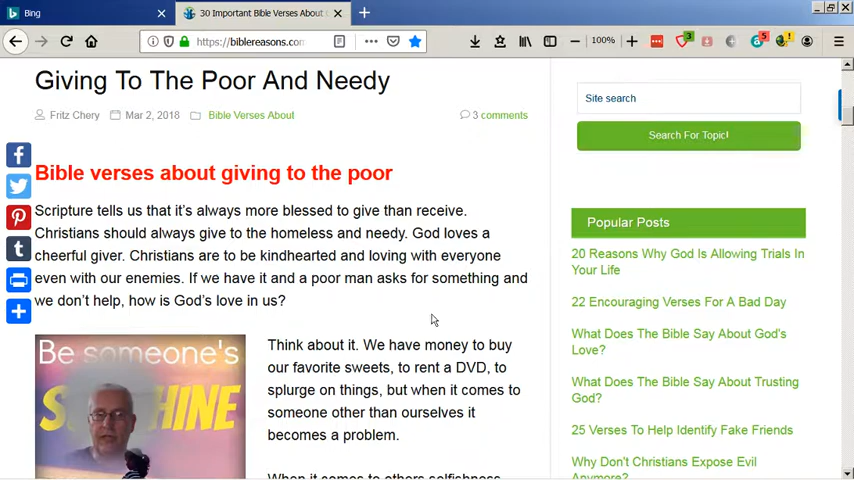 Bing
30 Important Bible Verses About
https://biblereasons.com
100%
3
5
Giving To The Poor And Needy
Fritz Chery
Mar 2, 2018
Bible Verses About
3 comments
Bible verses about giving to the poor
Scripture tells us that it's always more blessed to give than receive.
Christians should always give to the homeless and needy. God loves a
cheerful giver. Christians are to be kindhearted and loving with everyone
even with our enemies. If we have it and a poor man asks for something and
we don't help, how is God's love in us?
Be someone's
Think about it. We have money to buy
our favorite sweets, to rent a DVD, to
splurge on things, but when it comes to
someone other than ourselves it
becomes a problem.
When it comes to others selfishness
Site search
Search For Topic!
Popular Posts
20 Reasons Why God Is Allowing Trials In
Your Life
22 Encouraging Verses For A Bad Day
What Does The Bible Say About God's
Love?
What Does The Bible Say About Trusting
God?
25 Verses To Help Identify Fake Friends
Why Don't Christians Expose Evil
Anymore?